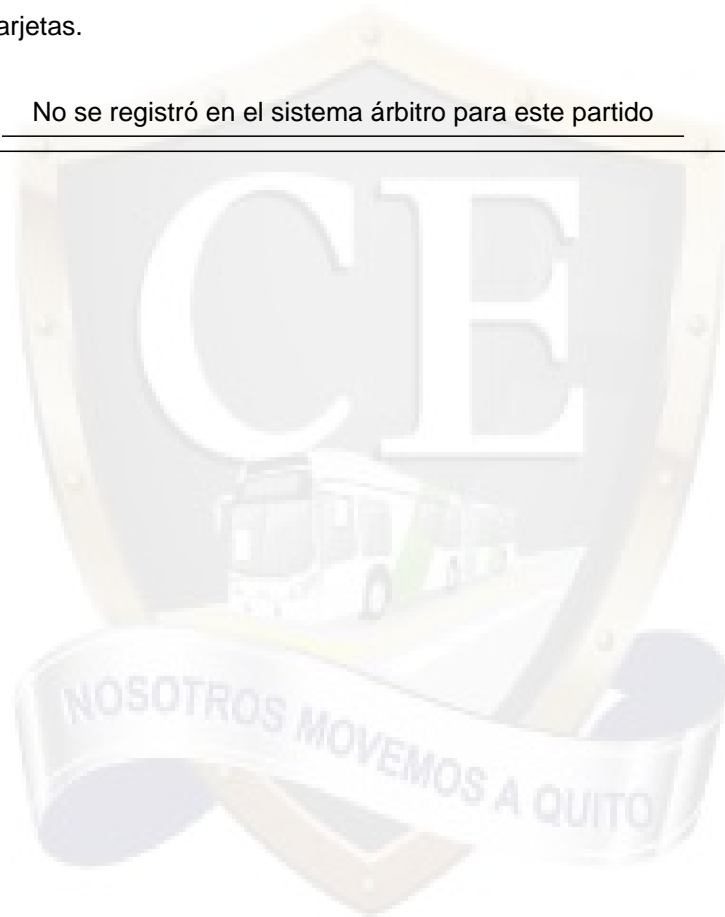 arjetas.
No se registró en el sistema árbitro para este partido
CE
NOSOTROS MOVEMOS A QUITO